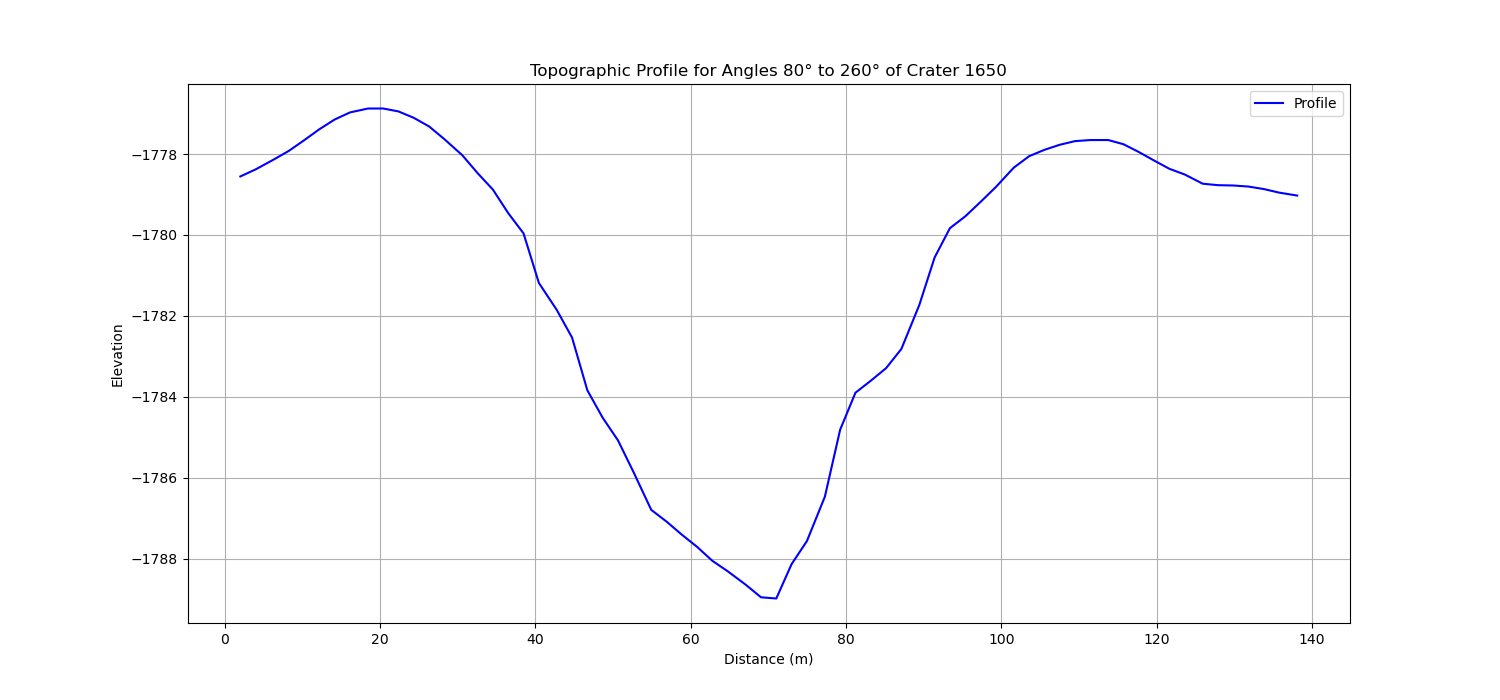 Topographic Profile for Angles 80° to 260° of Crater 1650
Profile
−1778
−1780
−1782
−1784
−1786
−1788
Elevation
0 20 40 60 80 100 120 140
Distance (m)